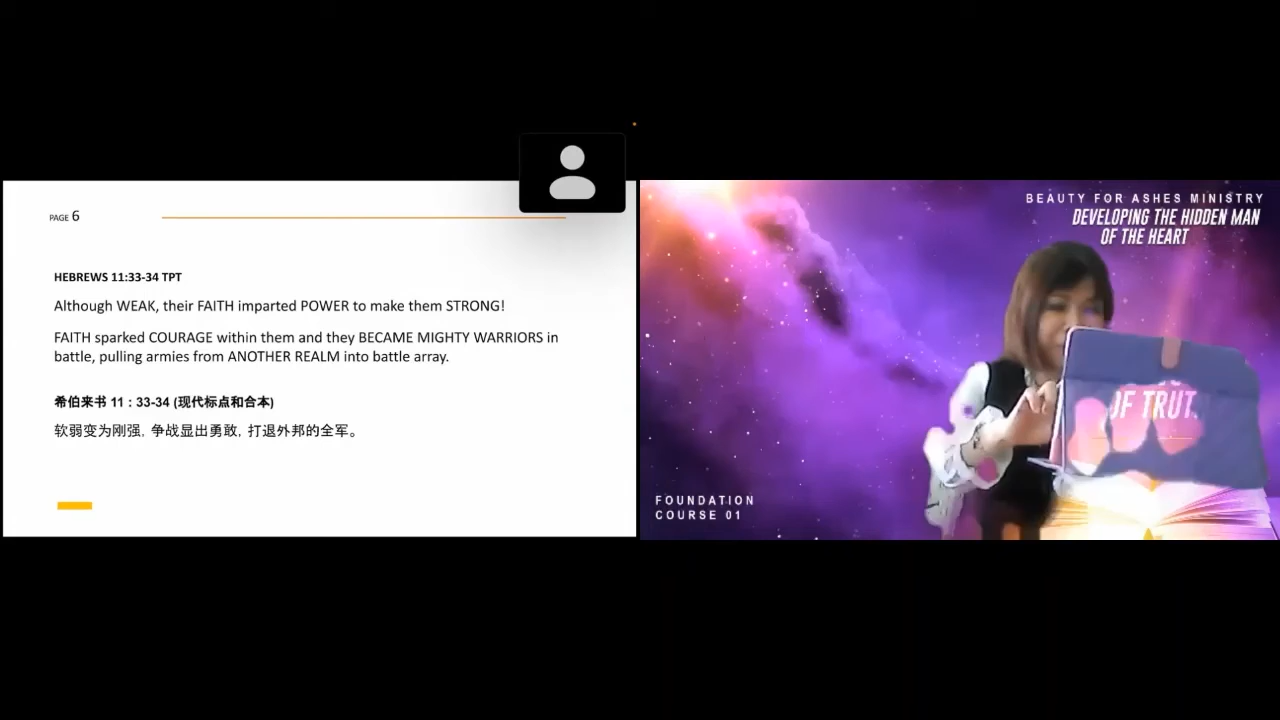 PAGE 6
HEBREWS 11:33-34 TPT
Although WEAK, their FAITH imparted POWER to make them STRONG!
FAITH sparked COURAGE within them and they BECAME MIGHTY WARRIORS in
battle, pulling armies from ANOTHER REALM into battle array.
希伯来书 11 : 33-34 (现代标点和合本)
软弱变为刚强, 争战显出勇敢, 打退外邦的全军。
BEAUTY FOR ASHES MINISTRY
DEVELOPING THE HIDDEN MAN
OF THE HEART
OF TRUT
FOUNDATION
COURSE 01